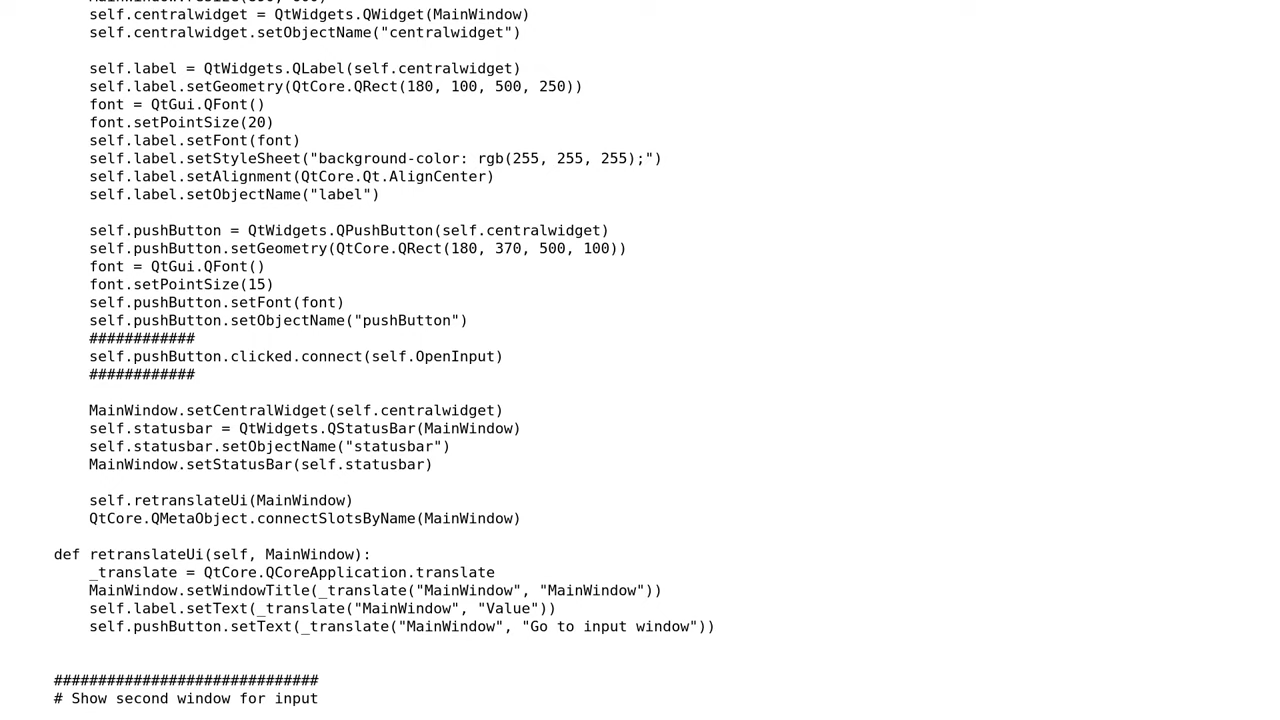 self.centralwidget = QtWidgets.QWidget(MainWindow)
self.centralwidget.setObjectName("centralwidget")
self.label = QtWidgets.QLabel(self.centralwidget)
self.label.setGeometry(QtCore.QRect(180, 100, 500, 250))
font = QtGui.QFont()
font.setPointSize(20)
self.label.setFont(font)
self.label.setStyleSheet("background-color: rgb(255, 255, 255);")
self.label.setAlignment(QtCore.Qt.AlignCenter)
self.label.setObjectName("label")
self.pushButton = QtWidgets.QPushButton(self.centralwidget)
self.pushButton.setGeometry(QtCore.QRect(180, 370, 500, 100))
font = QtGui.QFont()
font.setPointSize(15)
self.pushButton.setFont(font)
self.pushButton.setObjectName("pushButton")
############
self.pushButton.clicked.connect(self.OpenInput)
############
MainWindow.setCentralWidget(self.centralwidget)
self.statusbar = QtWidgets.QStatusBar(MainWindow)
self.statusbar.setObjectName("statusbar")
MainWindow.setStatusBar(self.statusbar)
self.retranslateUi(MainWindow)
QtCore.QMetaObject.connectSlotsByName(MainWindow)
def retranslateUi(self, MainWindow):
_translate = QtCore.QCoreApplication.translate
MainWindow.setWindowTitle(_translate("MainWindow", "MainWindow"))
self.label.setText(_translate("MainWindow", "Value"))
self.pushButton.setText(_translate("MainWindow", "Go to input window"))
##############################
# Show second window for input